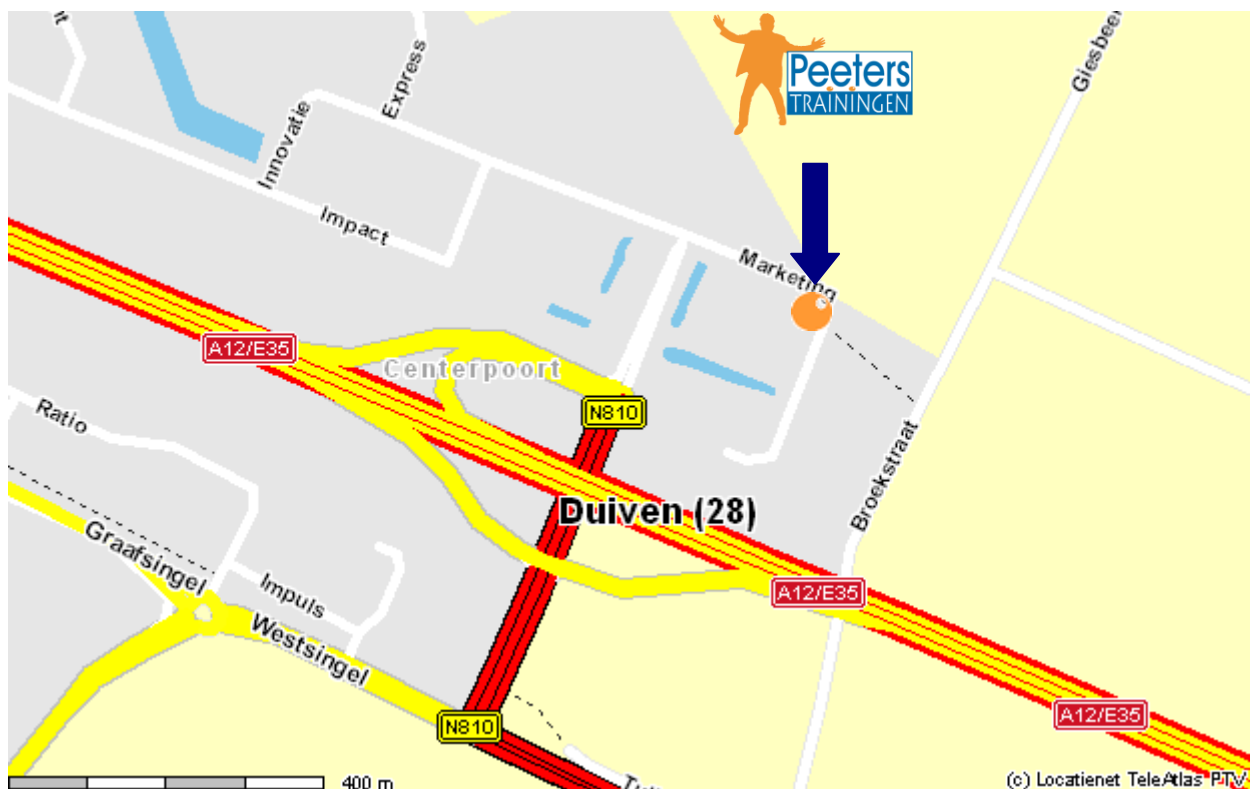 Peeters
TRAININGEN
Giesbee
Express
Innovatie
Impact
Marketing
A12/E35
Centerpoort
N810
Ratio
Broekstraat
Duiven (28)
Graafsingel
Impuls
A12/E35
Westsingel
A12/E35
N810
400 m
(c) Locatienet TeleAtlas PTV